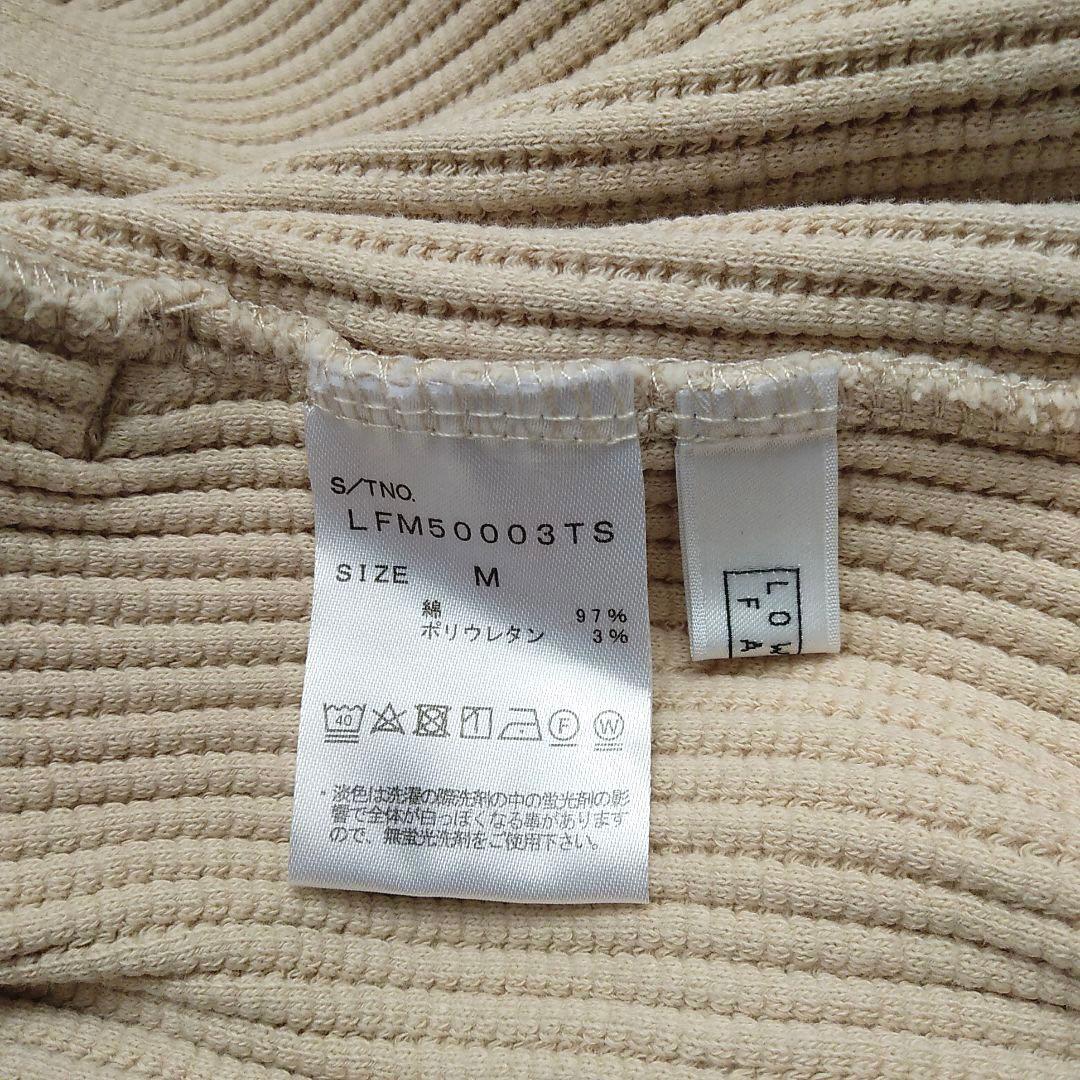 S/TNO.
LFM50003TS
SIZE M
綿 97%
ポリウレタン 3%
40 F W
・淡色は洗濯の際洗剤の中の蛍光剤の影
響で全体が白っぽくなる事があります
ので、無蛍光洗剤をご使用下さい。
LOW
FA